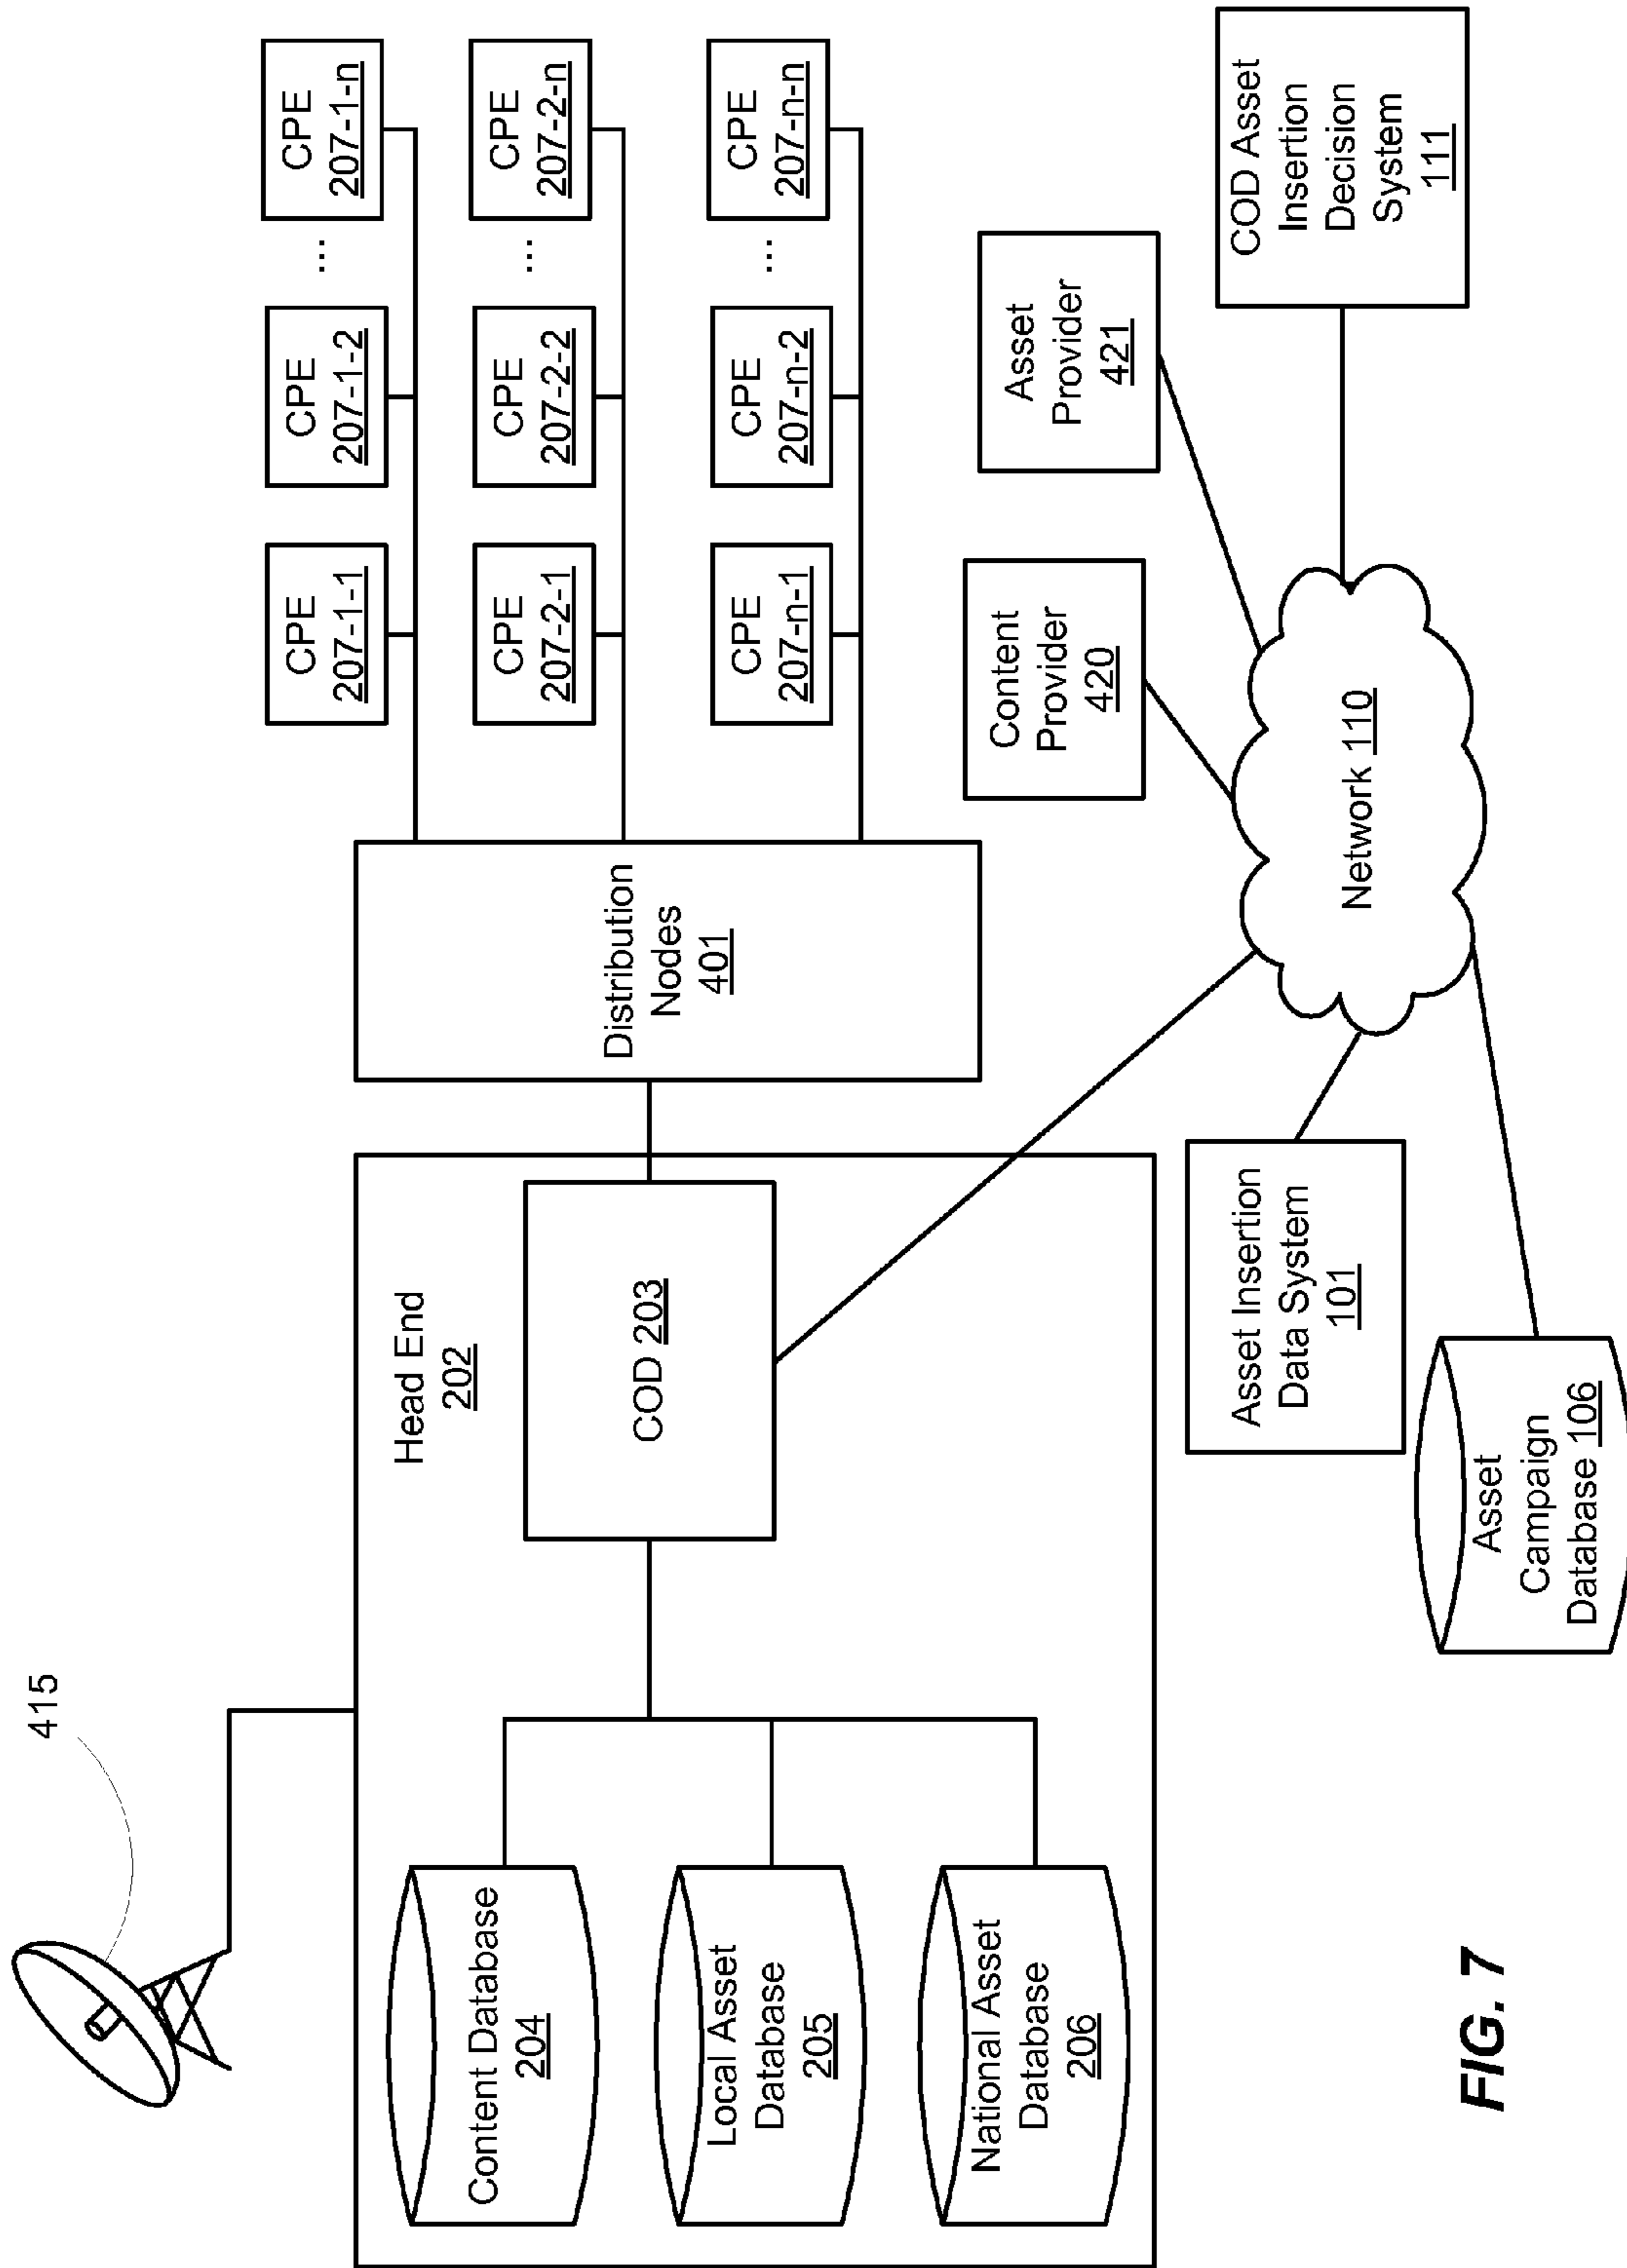 415
Head End
202
Content Database
204
Local Asset
Database
205
National Asset
Database
206
COD 203
Distribution
Nodes
401
CPE
207-1-1
CPE
207-1-2
...
CPE
207-1-n
CPE
207-2-1
CPE
207-2-2
...
CPE
207-2-n
CPE
207-n-1
CPE
207-n-2
...
CPE
207-n-n
Content
Provider
420
Asset
Provider
421
Asset Insertion
Data System
101
Network 110
COD Asset
Insertion
Decision
System
111
Asset
Campaign
Database 106
FIG. 7